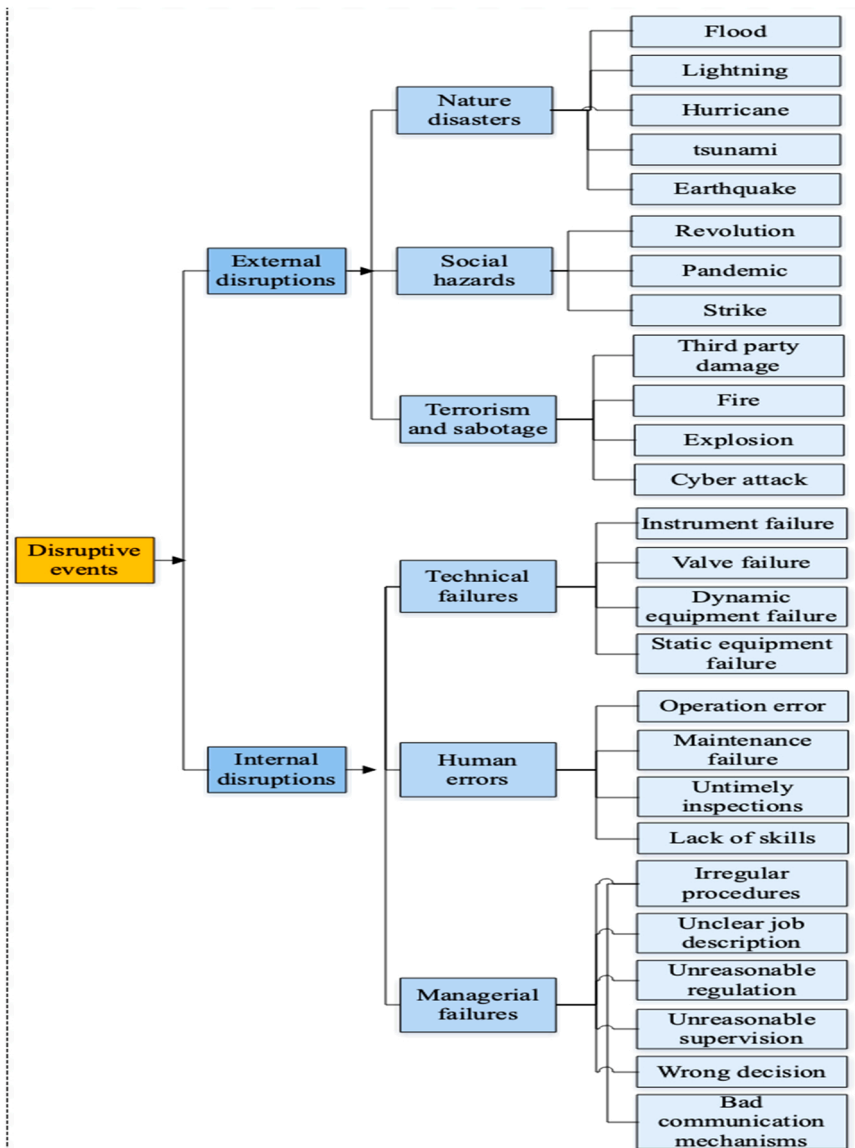 Flood
Lightning
Nature
disasters
Hurricane
tsunami
Earthquake
Revolution
External
disruptions
Social
hazards
Pandemic
Strike
Third party
damage
Terrorism
and sabotage
Fire
Explosion
Cyber attack
Disruptive
events
Instrument failure
Technical
failures
Valve failure
Dynamic
equipment failure
Static equipment
failure
Operation error
Internal
disruptions
Human
errors
Maintenance
failure
Untimely
inspections
Lack of skills
Irregular
procedures
Unclear job
description
Managerial
failures
Unreasonable
regulation
Unreasonable
supervision
Wrong decision
Bad
communication
mechanisms